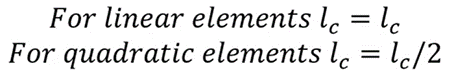 For linear elements l_c = l_c
For quadratic elements l_c = l_c/2